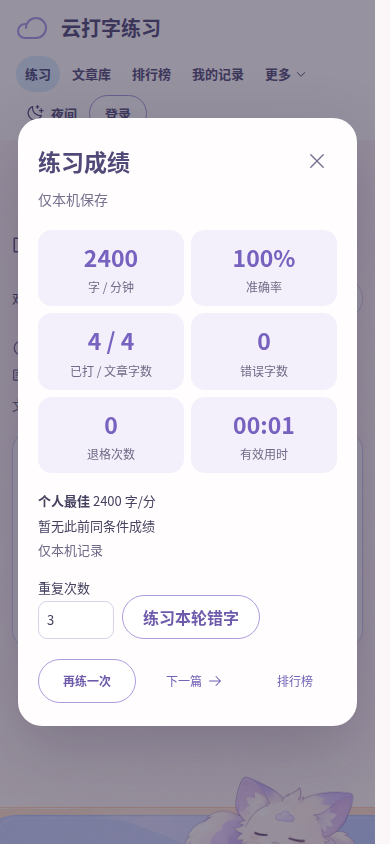 云打字练习
练习 文章库 排行榜 我的记录 更多
夜间 登录
练习成绩
仅本机保存
2400 100%
字 / 分钟 准确率
4 / 4 0
已打 / 文章字数 错误字数
0 00:01
退格次数 有效用时
个人最佳 2400 字/分
暂无此前同条件成绩
仅本机记录
重复次数
3 练习本轮错字
再练一次 下一篇 → 排行榜